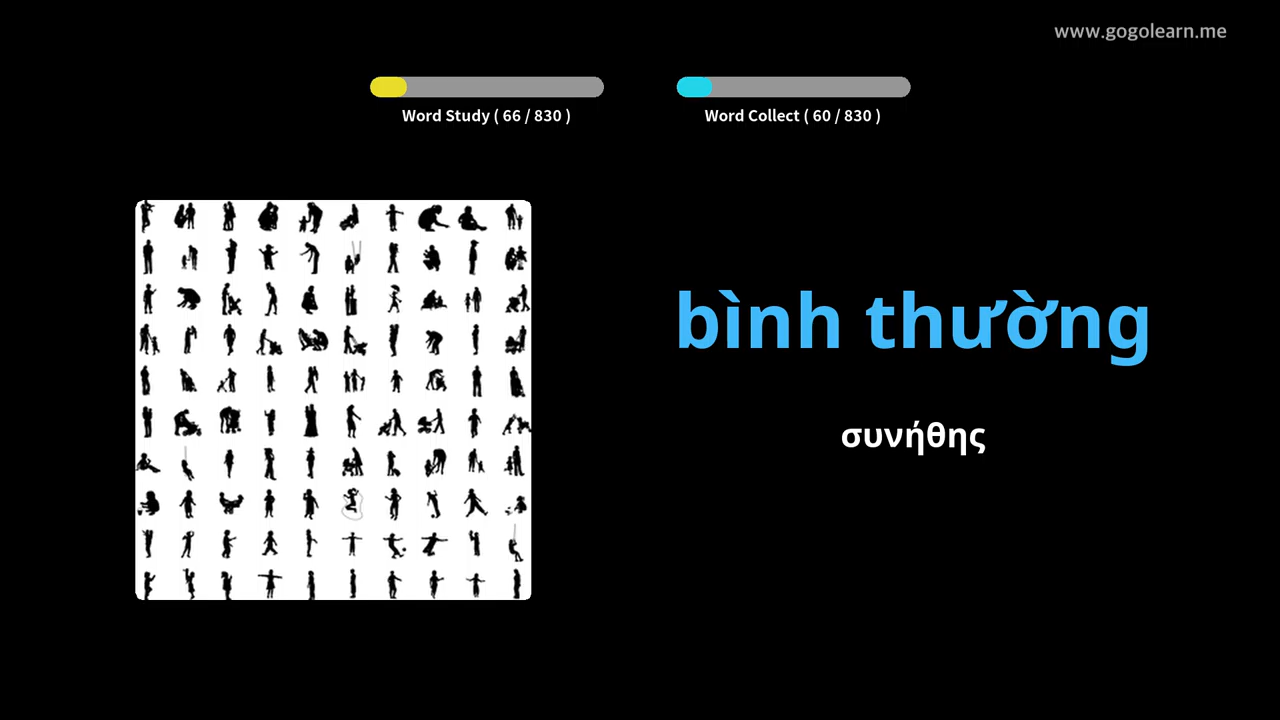 www.gogolearn.me
Word Study ( 66 / 830 )
Word Collect ( 60 / 830 )
bình thường
συνήθης